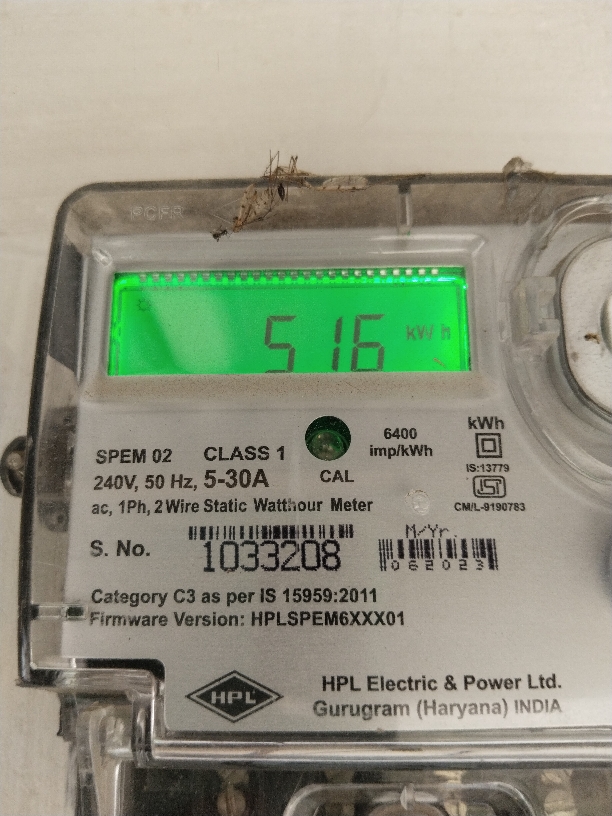 516 kWh
6400
imp/kWh
kWh
SPEM 02 CLASS 1
CAL
IS:13779
240V, 50 Hz, 5-30A
ISI
CM/L-9190783
ac, 1Ph, 2 Wire Static Watthour Meter
M/Yr.
S. No. 1033208
062023
Category C3 as per IS 15959:2011
Firmware Version: HPLSPEM6XXX01
HPL
HPL Electric & Power Ltd.
Gurugram (Haryana) INDIA